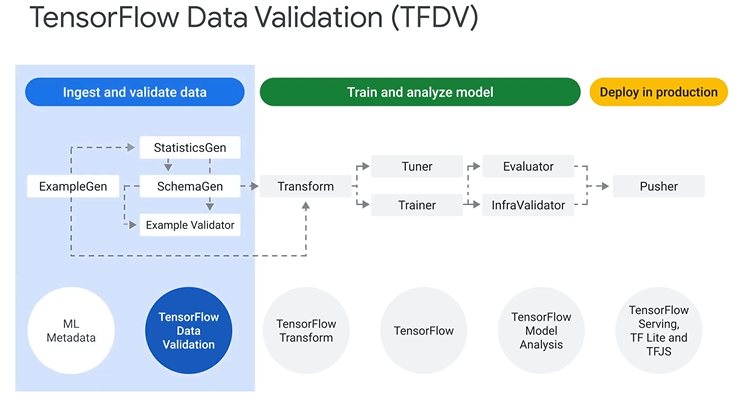 TensorFlow Data Validation (TFDV)
Ingest and validate data
Train and analyze model
Deploy in production
StatisticsGen
Tuner
Evaluator
ExampleGen
SchemaGen
Transform
Pusher
Trainer
InfraValidator
Example Validator
ML
Metadata
TensorFlow
Data
Validation
TensorFlow
Transform
TensorFlow
TensorFlow
Model
Analysis
TensorFlow
Serving,
TF Lite and
TFJS